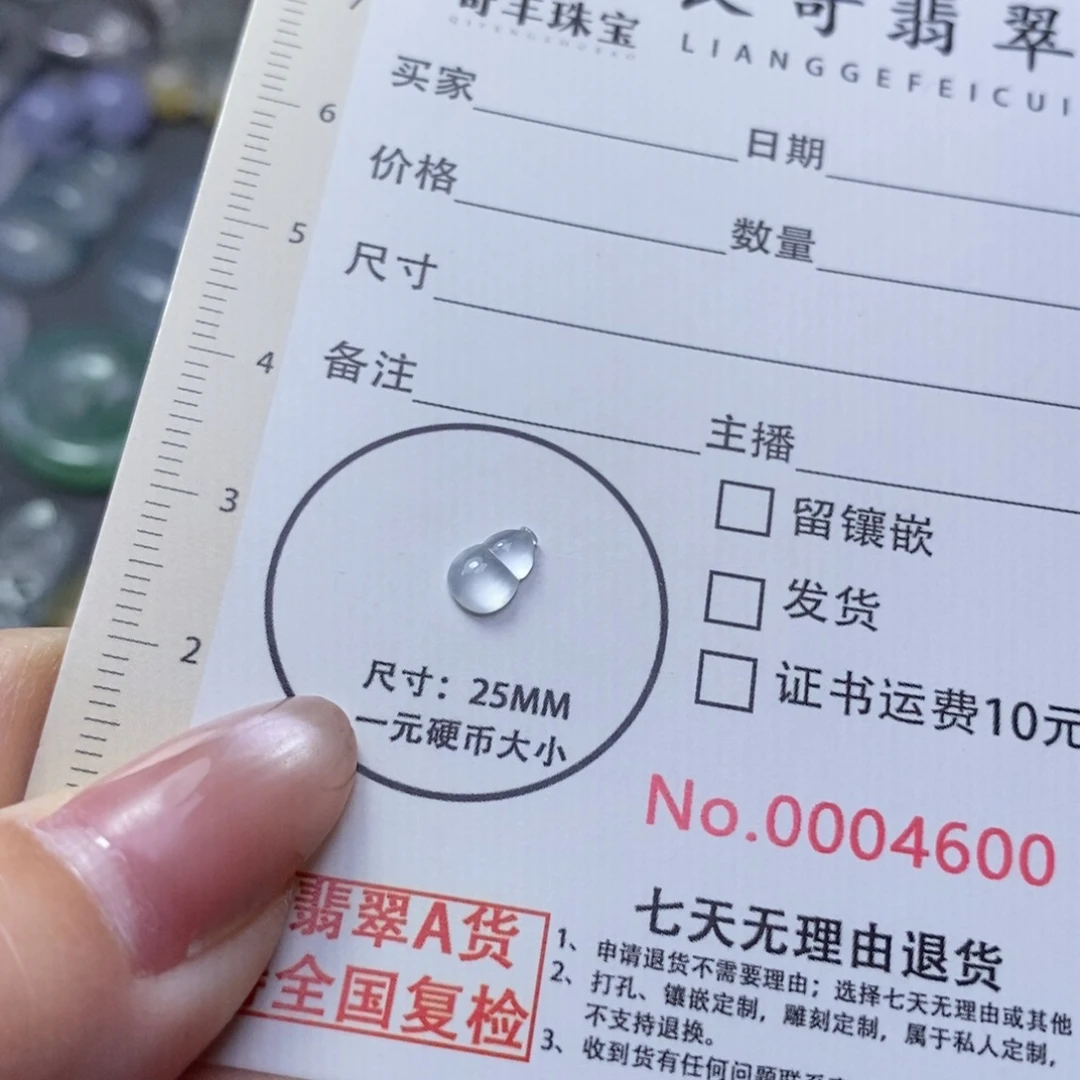 翡翠
LIANGGEFEICUI
珠宝
买家 日期
价格 数量
尺寸
备注 主播
留镶嵌
发货
证书运费10元
尺寸：25MM
一元硬币大小
No.0004600
翡翠A货
全国复检
七天无理由退货
1、申请退货不需要理由；选择七天无理由或其他
2、打孔、镶嵌定制，雕刻定制，属于私人定制，
不支持退换。
3、收到货有任何问题联系
6
5
4
3
2